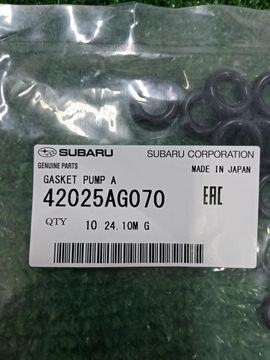 SUBARU SUBARU CORPORATION
GENUINE PARTS MADE IN JAPAN
GASKET PUMP A
42025AG070 EAC
QTY 10 24.10M G